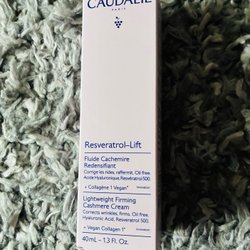 CAUDALIE
PARIS
Resveratrol-Lift
Fluide Cachemire
Redensifiant
Corrige les rides, raffermit. Oil free.
Acide Hyaluronique, Resvératrol 500.
+ Collagène 1 Vegan*
Innovation
Lightweight Firming
Cashmere Cream
Corrects wrinkles, firms. Oil free.
Hyaluronic Acid, Resveratrol 500.
+ Vegan Collagen 1*
Innovation
40mL - 1.3 Fl. Oz.